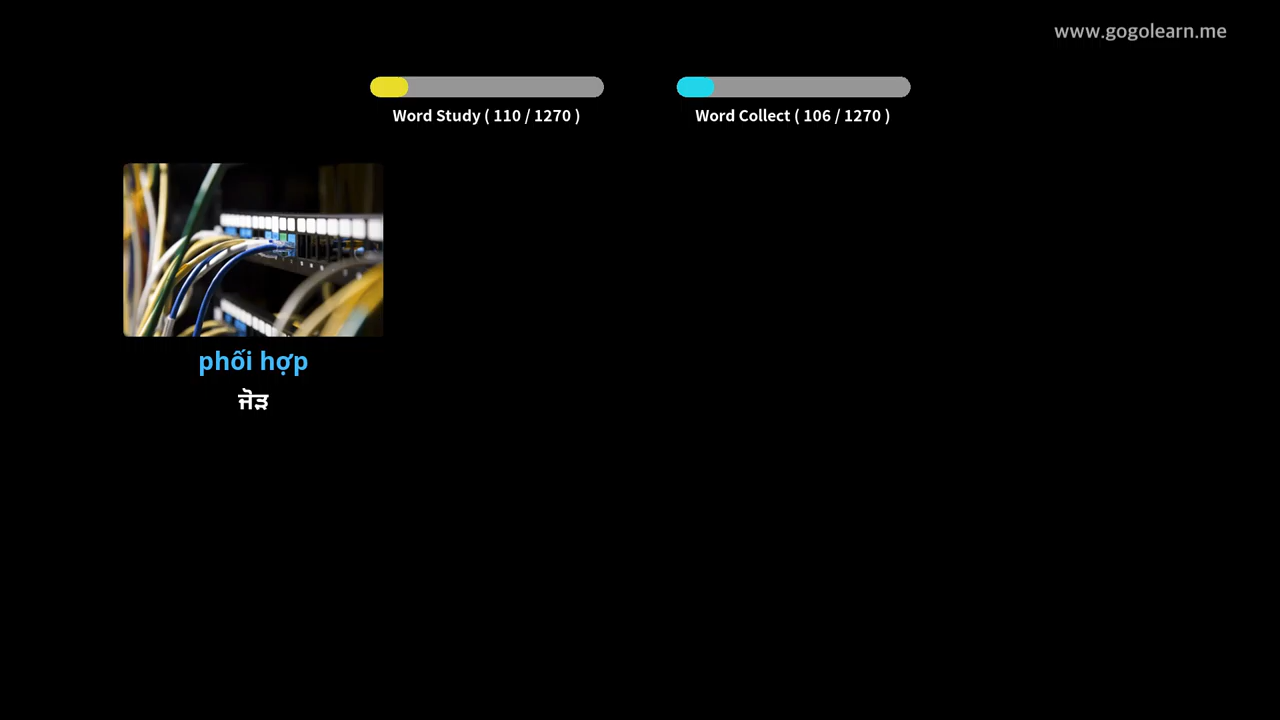 www.gogolearn.me
Word Study ( 110 / 1270 )
Word Collect ( 106 / 1270 )
phối hợp
ਜੋੜ